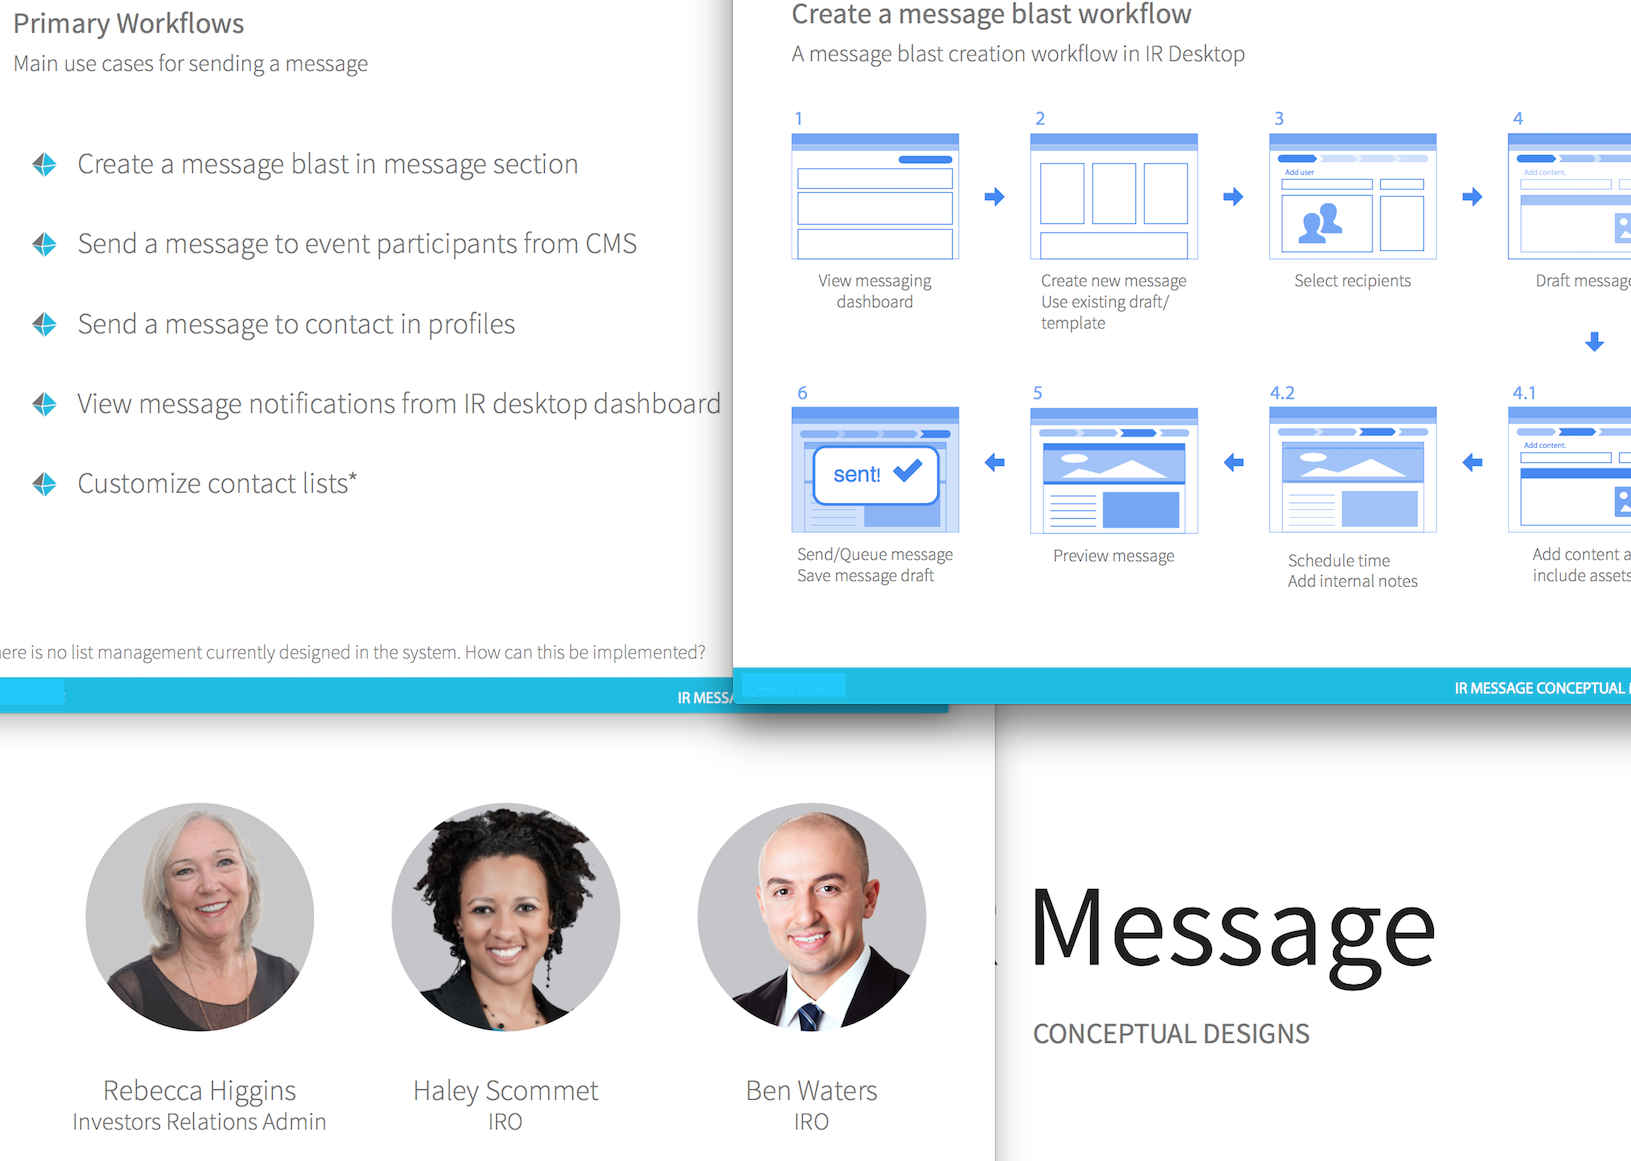 Primary Workflows
Main use cases for sending a message
Create a message blast in message section
Send a message to event participants from CMS
Send a message to contact in profiles
View message notifications from IR desktop dashboard
Customize contact lists*
is no list management currently designed in the system. How can this be implemented?
IR
Create a message blast workflow
A message blast creation workflow in IR Desktop
1
2
3
4
Add user
Add content.
View messaging
dashboard
Create new message
Use existing draft/
template
Select recipients
Draft message
6
5
4.2
4.1
sent!
Add content.
Send/Queue message
Save message draft
Preview message
Schedule time
Add internal notes
Add content
include assets
IR MESSAGE CONCEPTUAL
Rebecca Higgins
Investors Relations Admin
Haley Scommet
IRO
Ben Waters
IRO
Message
CONCEPTUAL DESIGNS